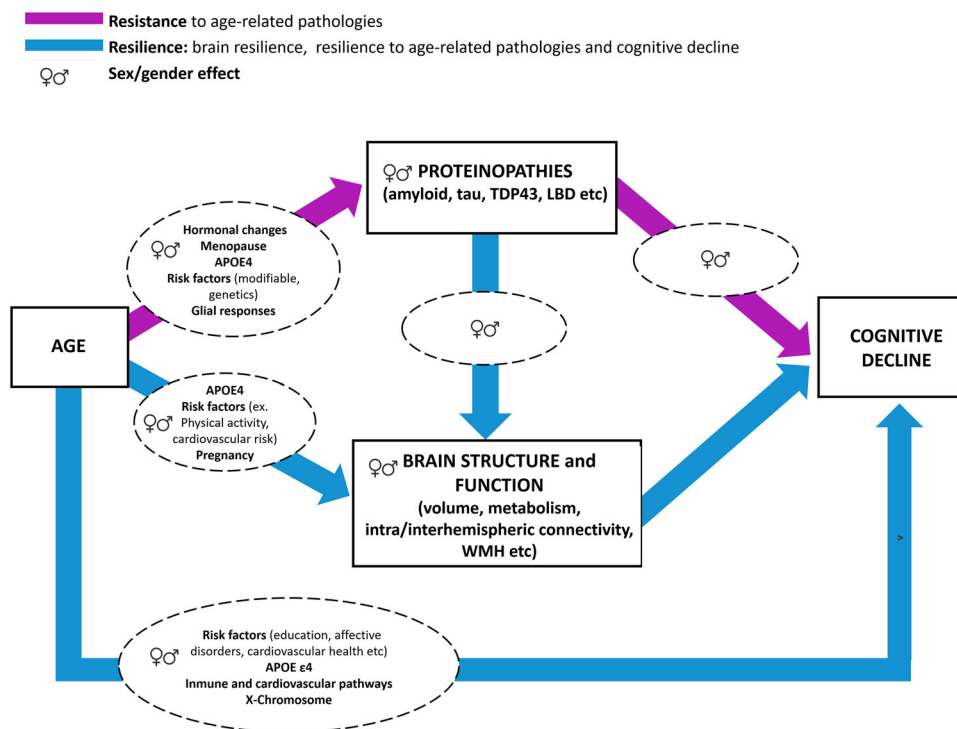 Resistance to age-related pathologies
Resilience: brain resilience, resilience to age-related pathologies and cognitive decline
♀♂ Sex/gender effect
♀♂ PROTEINOPATHIES
(amyloid, tau, TDP43, LBD etc)
Hormonal changes
♀♂ Menopause
APOE4
Risk factors (modifiable,
genetics)
Glial responses
♀♂
♀♂
AGE
COGNITIVE
DECLINE
APOE4
Risk factors (ex.
♀♂ Physical activity,
cardiovascular risk)
Pregnancy
♀♂ BRAIN STRUCTURE and
FUNCTION
(volume, metabolism,
intra/interhemispheric connectivity,
WMH etc)
>
Risk factors (education, affective
♀♂ disorders, cardiovascular health etc)
APOE ε4
Inmune and cardiovascular pathways
X-Chromosome